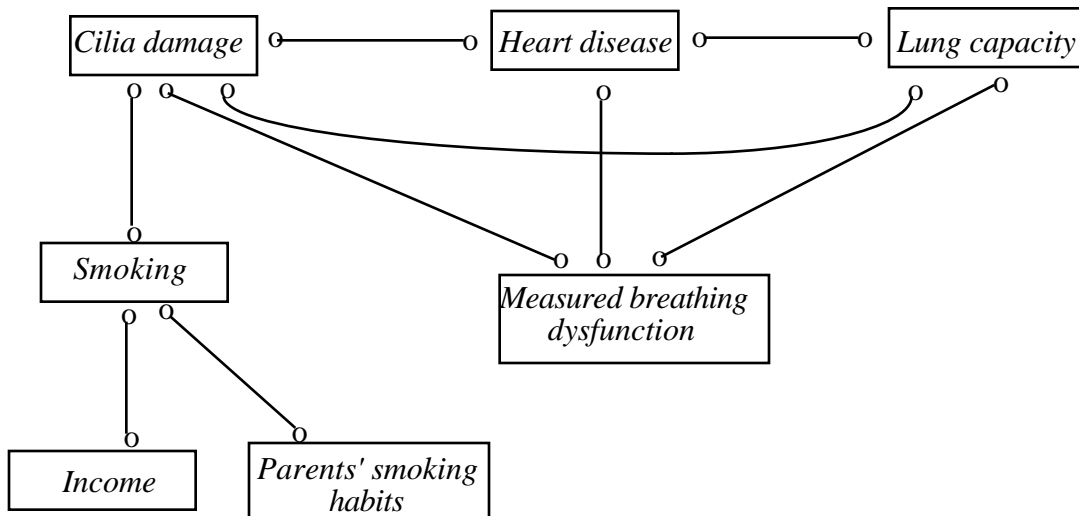 Cilia damage
Heart disease
Lung capacity
Smoking
Measured breathing
dysfunction
Income
Parents' smoking
habits